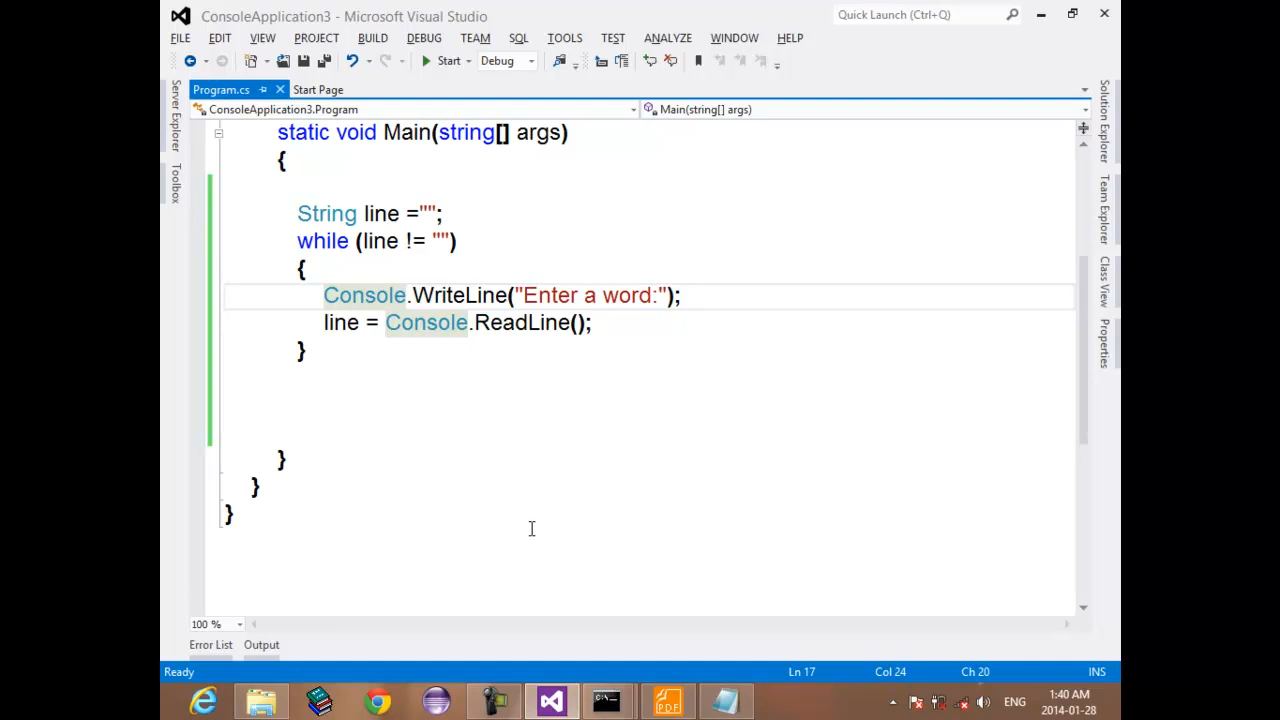 ConsoleApplication3 - Microsoft Visual Studio
Quick Launch (Ctrl+Q)
FILE EDIT VIEW PROJECT BUILD DEBUG TEAM SQL TOOLS TEST ANALYZE WINDOW HELP
Start Debug
Program.cs Start Page
ConsoleApplication3.Program Main(string[] args)
Server Explorer
Toolbox
Solution Explorer
Team Explorer
Class View
Properties
static void Main(string[] args)
{
String line ="";
while (line != "")
{
Console.WriteLine("Enter a word:");
line = Console.ReadLine();
}
}
}
}
100 %
Error List Output
Ready Ln 17 Col 24 Ch 20 INS
PDF ENG 1:40 AM
2014-01-28